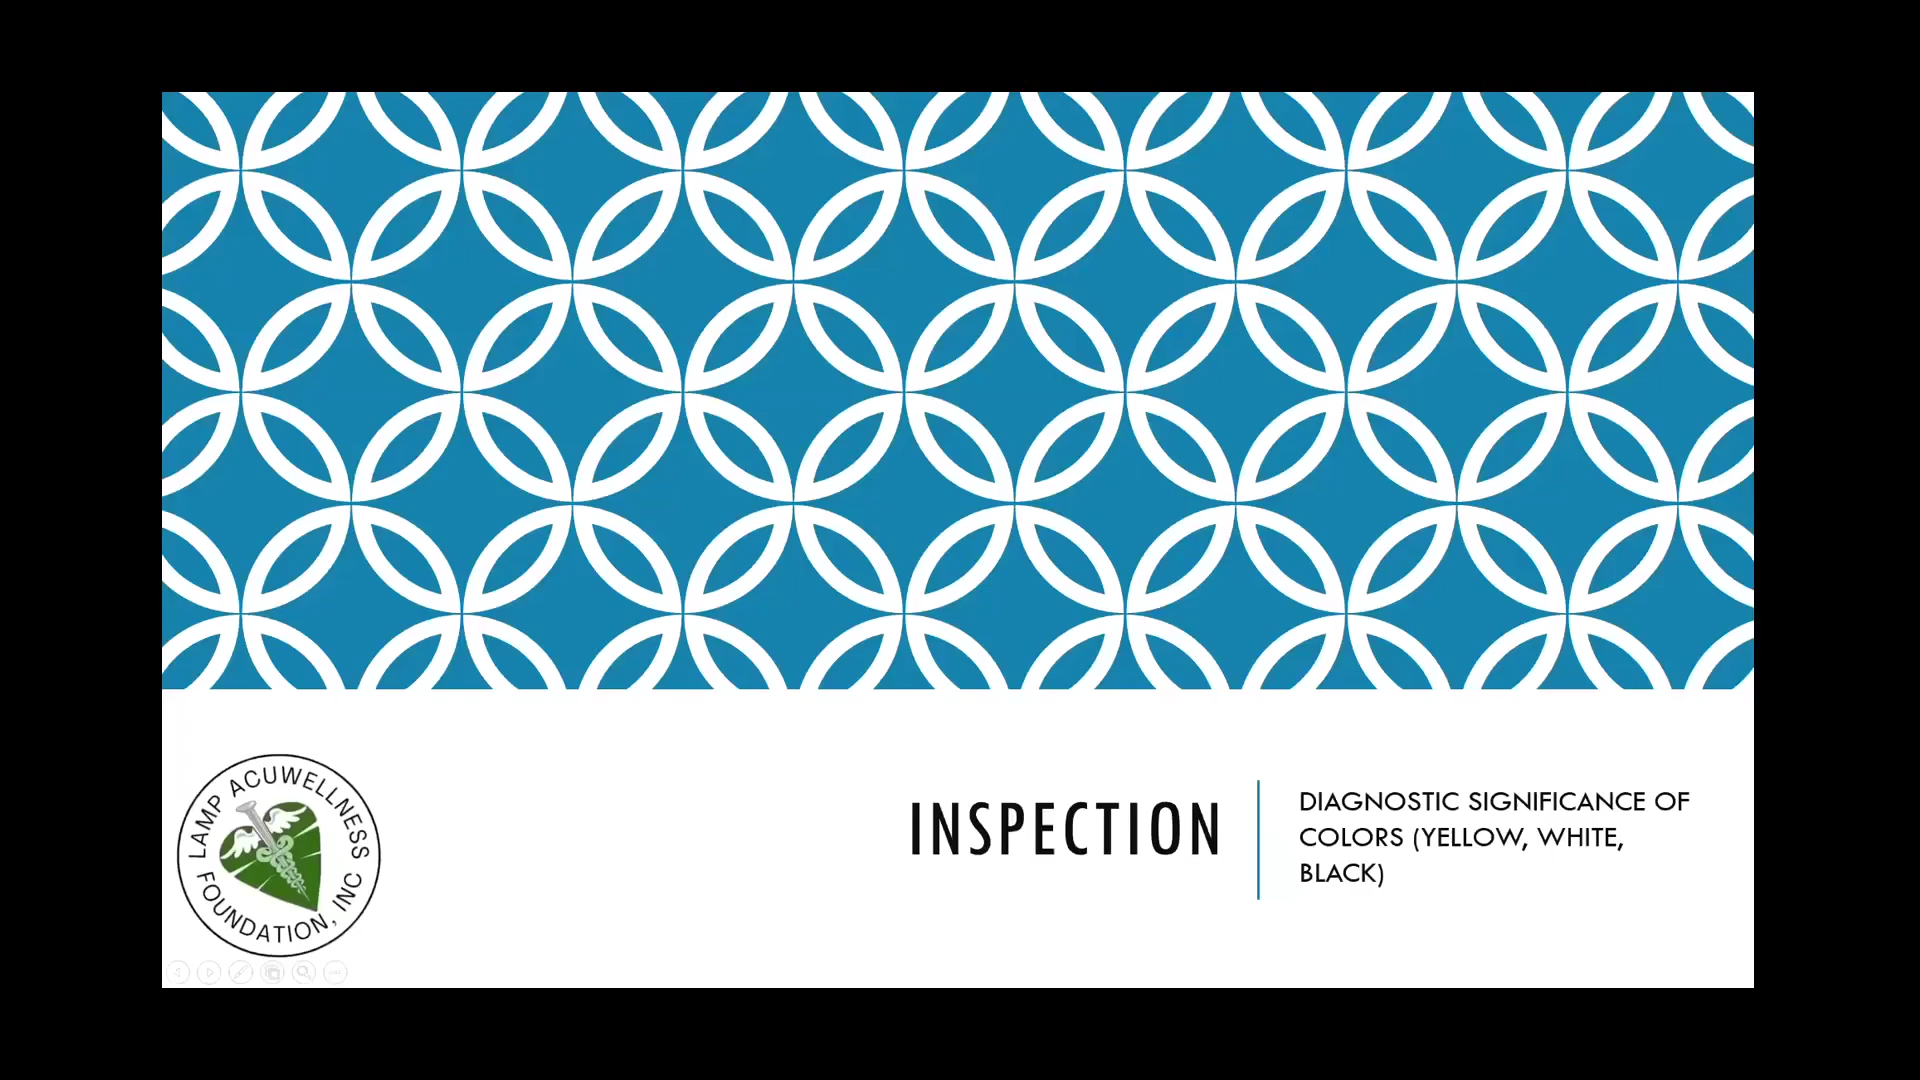 LAMP ACUWELLNESS
FOUNDATION, INC
INSPECTION
DIAGNOSTIC SIGNIFICANCE OF
COLORS (YELLOW, WHITE,
BLACK)